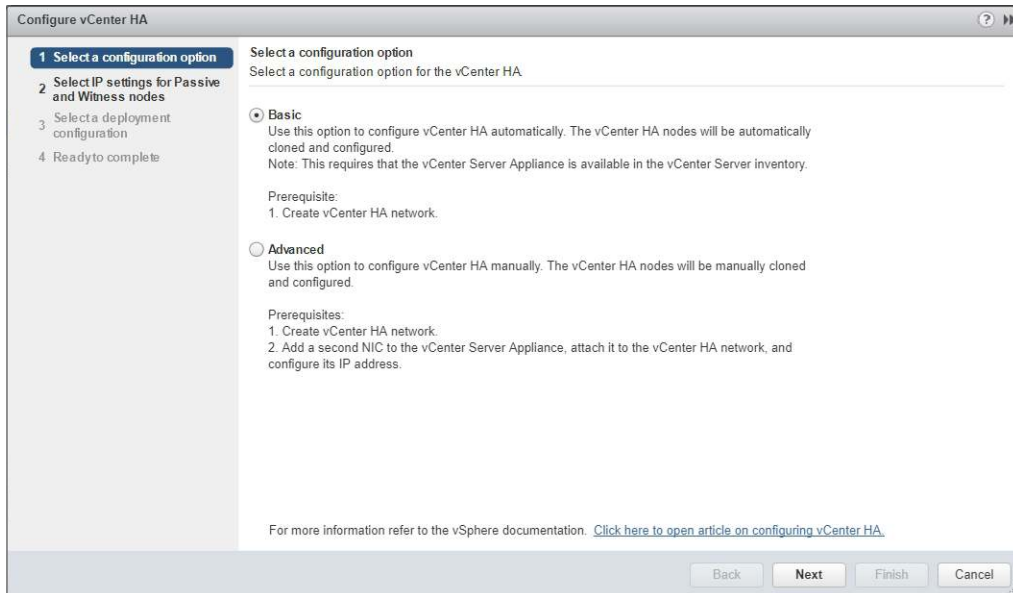 Configure vCenter HA
?
1 Select a configuration option
2 Select IP settings for Passive
and Witness nodes
3 Select a deployment
configuration
4 Ready to complete
Select a configuration option
Select a configuration option for the vCenter HA.
Basic
Use this option to configure vCenter HA automatically. The vCenter HA nodes will be automatically
cloned and configured.
Note: This requires that the vCenter Server Appliance is available in the vCenter Server inventory.
Prerequisite:
1. Create vCenter HA network.
Advanced
Use this option to configure vCenter HA manually. The vCenter HA nodes will be manually cloned
and configured.
Prerequisites:
1. Create vCenter HA network.
2. Add a second NIC to the vCenter Server Appliance, attach it to the vCenter HA network, and
configure its IP address.
For more information refer to the vSphere documentation. Click here to open article on configuring vCenter HA.
Back Next Finish Cancel